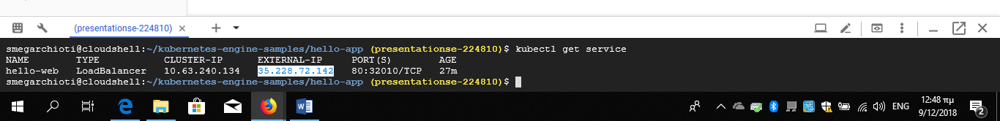 (presentationse-224810) ×
smegarchioti@cloudshell:~/kubernetes-engine-samples/hello-app (presentationse-224810)$ kubectl get service
NAME TYPE CLUSTER-IP EXTERNAL-IP PORT(S) AGE
hello-web LoadBalancer 10.63.240.134 35.228.72.142 80:32010/TCP 27m
smegarchioti@cloudshell:~/kubernetes-engine-samples/hello-app (presentationse-224810)$
ENG
12:48 πμ
9/12/2018
2